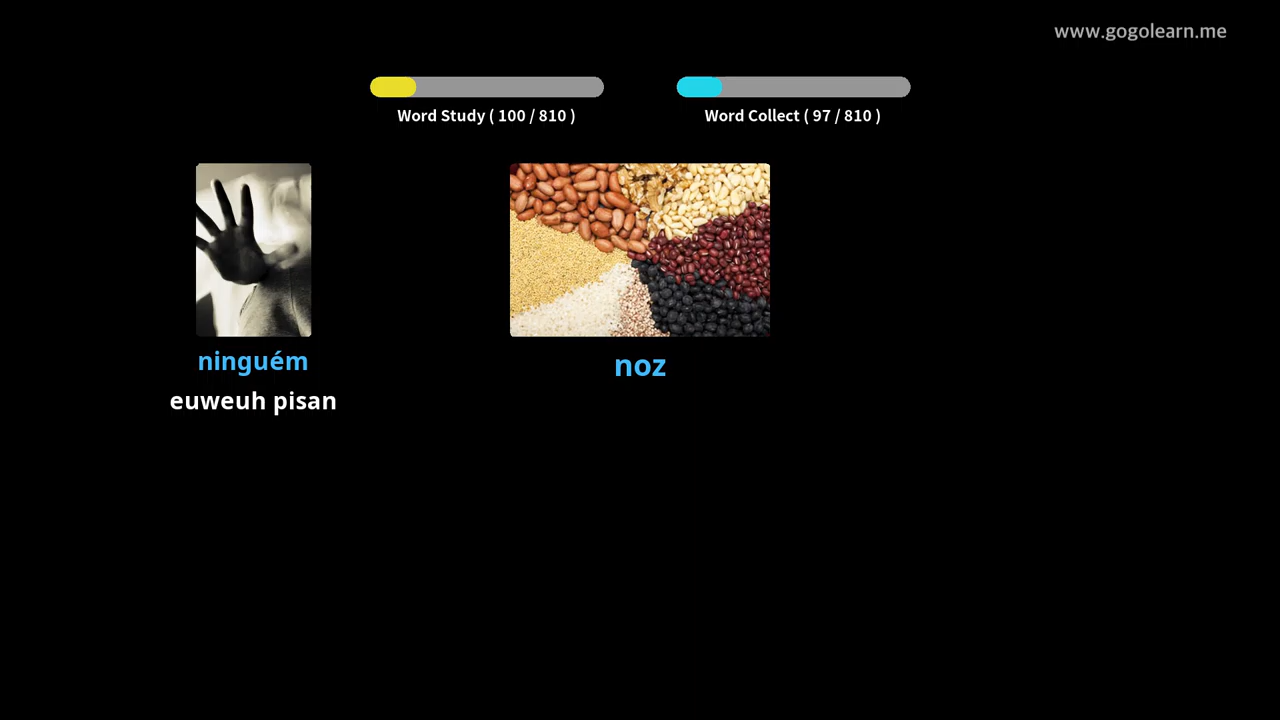 www.gogolearn.me
Word Study ( 100 / 810 )
Word Collect ( 97 / 810 )
ninguém
euweuh pisan
noz